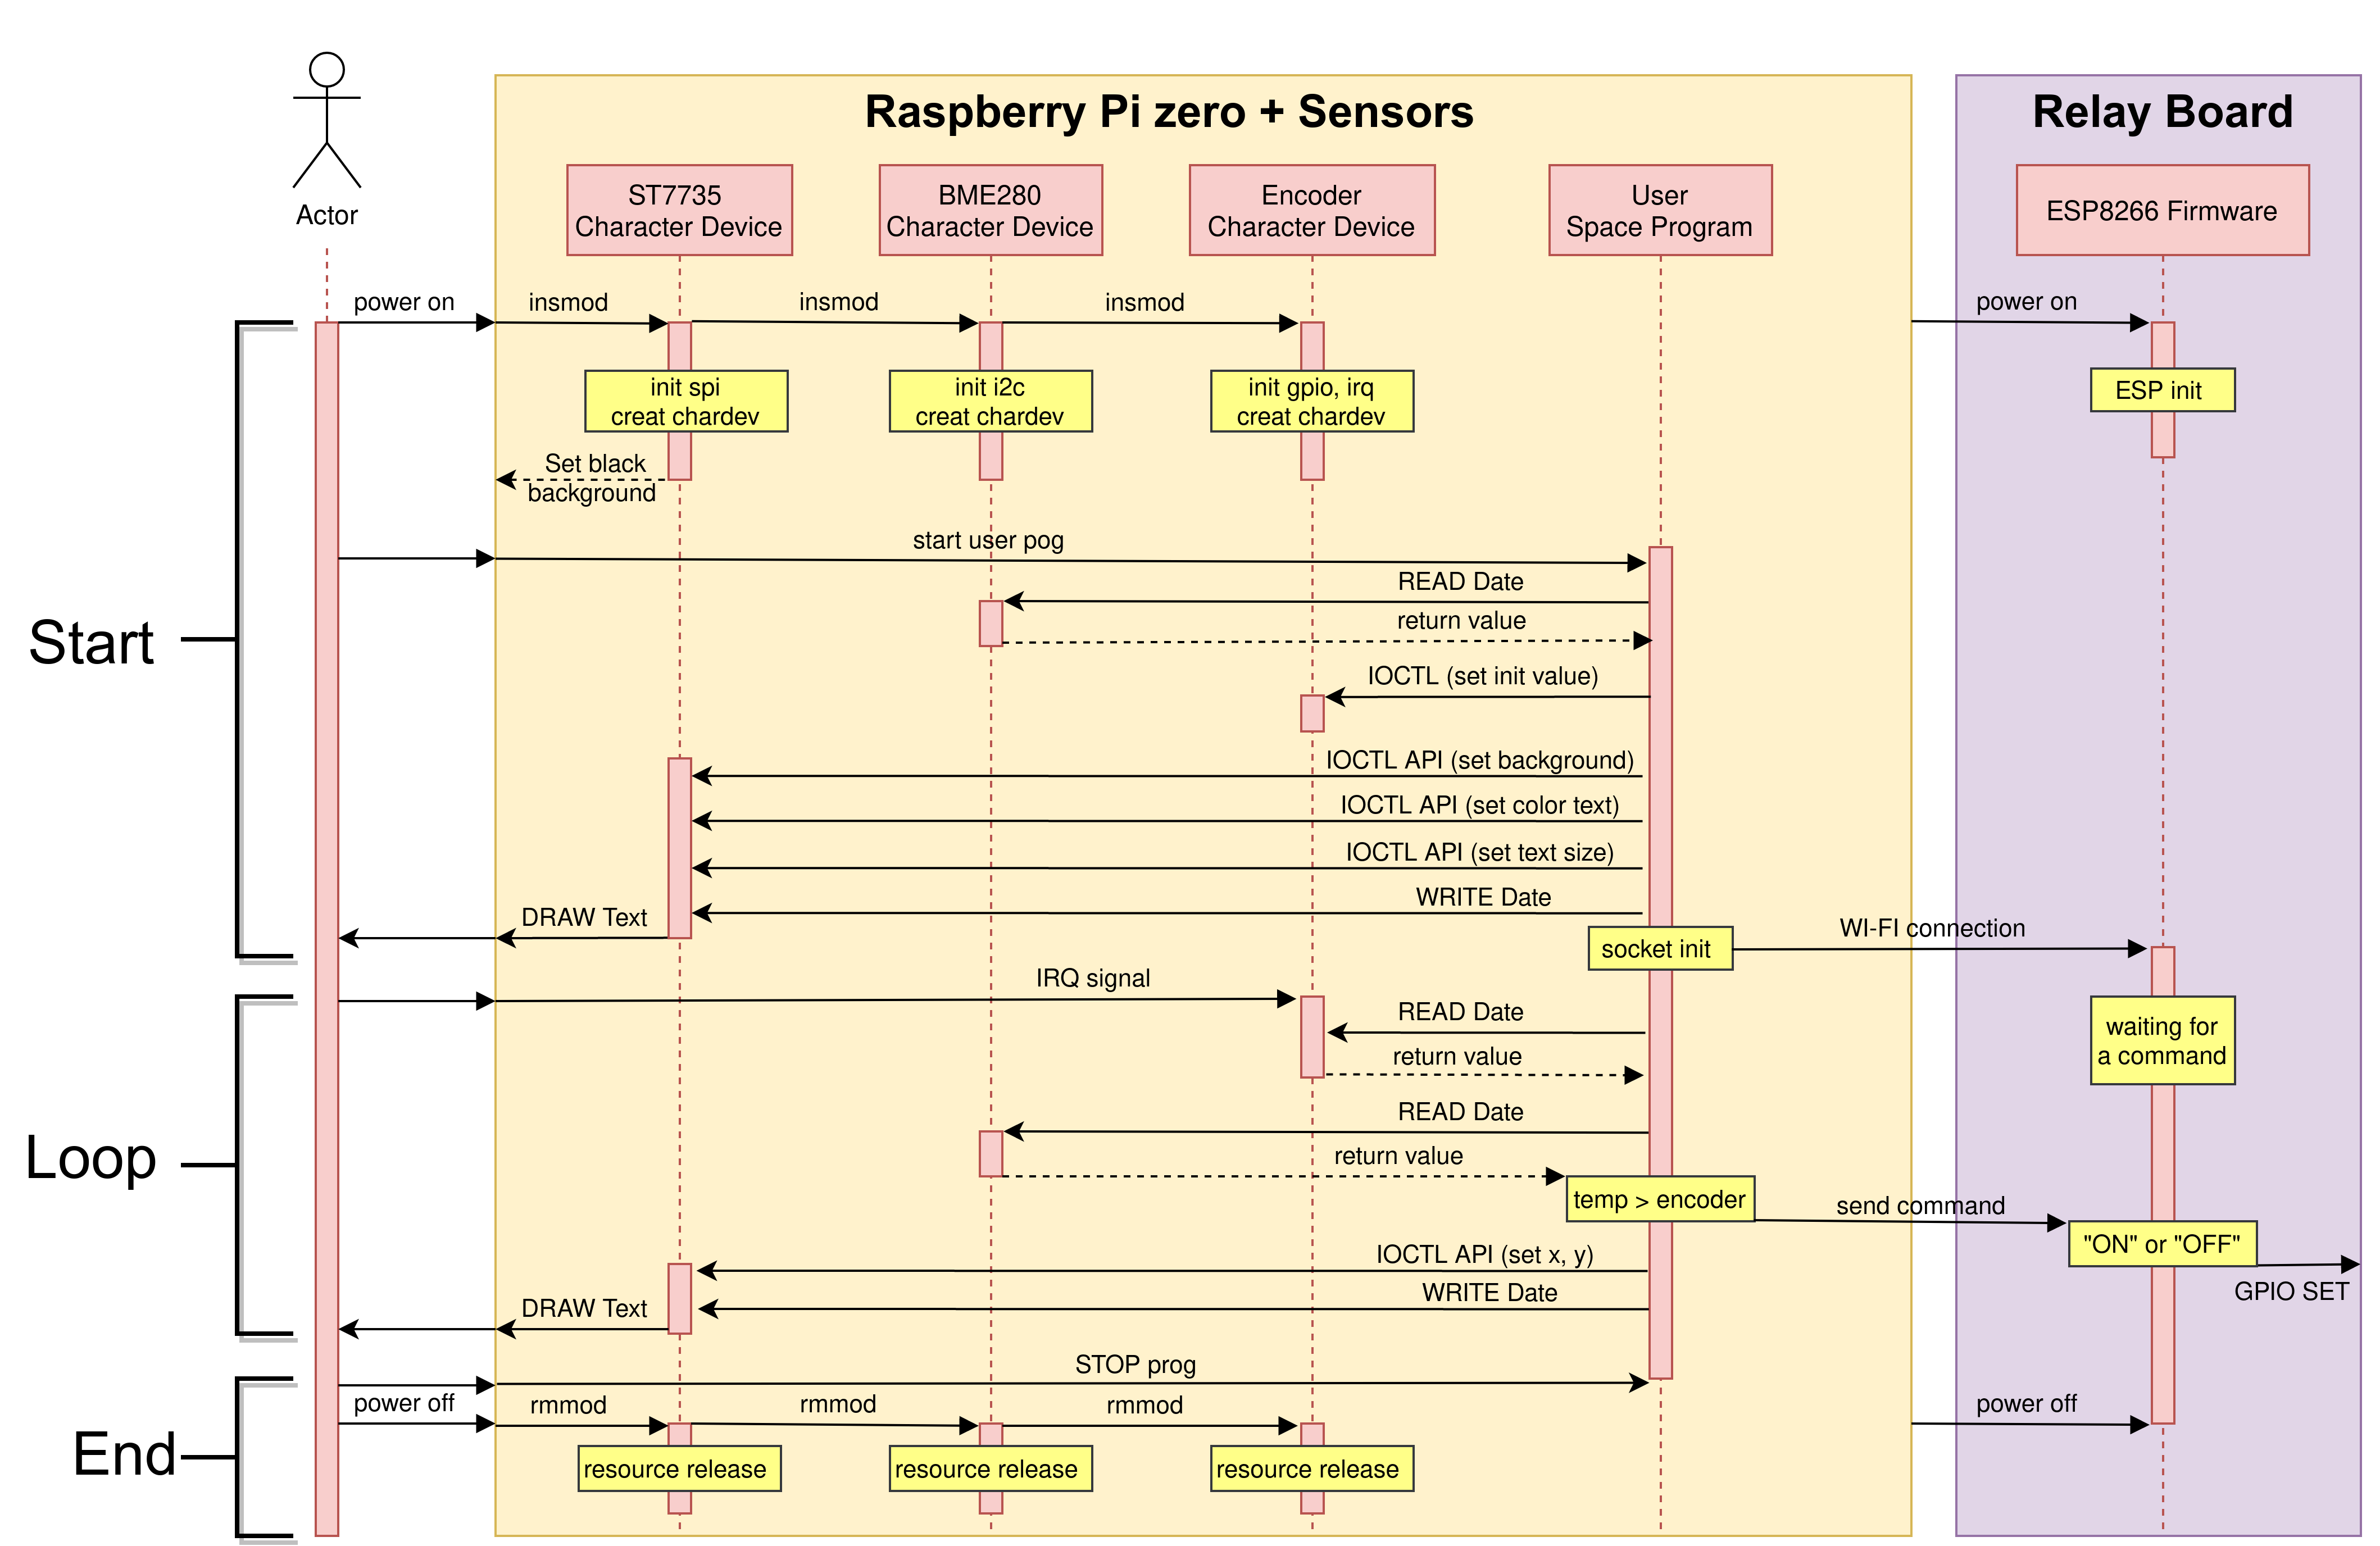 Raspberry Pi zero + Sensors
Relay Board
Actor
ST7735
Character Device
BME280
Character Device
Encoder
Character Device
User
Space Program
ESP8266 Firmware
power on
insmod
insmod
insmod
power on
init spi
creat chardev
init i2c
creat chardev
init gpio, irq
creat chardev
ESP init
Set black
background
start user pog
READ Date
return value
Start
IOCTL (set init value)
IOCTL API (set background)
IOCTL API (set color text)
IOCTL API (set text size)
WRITE Date
DRAW Text
socket init
WI-FI connection
IRQ signal
READ Date
return value
waiting for
a command
READ Date
return value
Loop
temp > encoder
send command
"ON" or "OFF"
GPIO SET
IOCTL API (set x, y)
WRITE Date
DRAW Text
STOP prog
power off
rmmod
rmmod
rmmod
power off
End
resource release
resource release
resource release